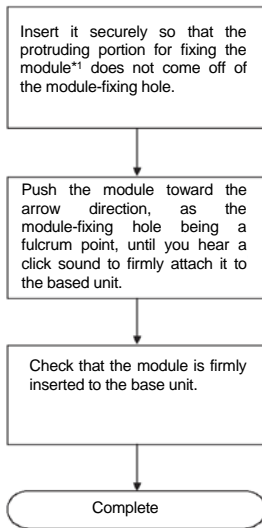 Insert it securely so that the
protruding portion for fixing the
module*1 does not come off of
the module-fixing hole.
Push the module toward the
arrow direction, as the
module-fixing hole being a
fulcrum point, until you hear a
click sound to firmly attach it to
the based unit.
Check that the module is firmly
inserted to the base unit.
Complete